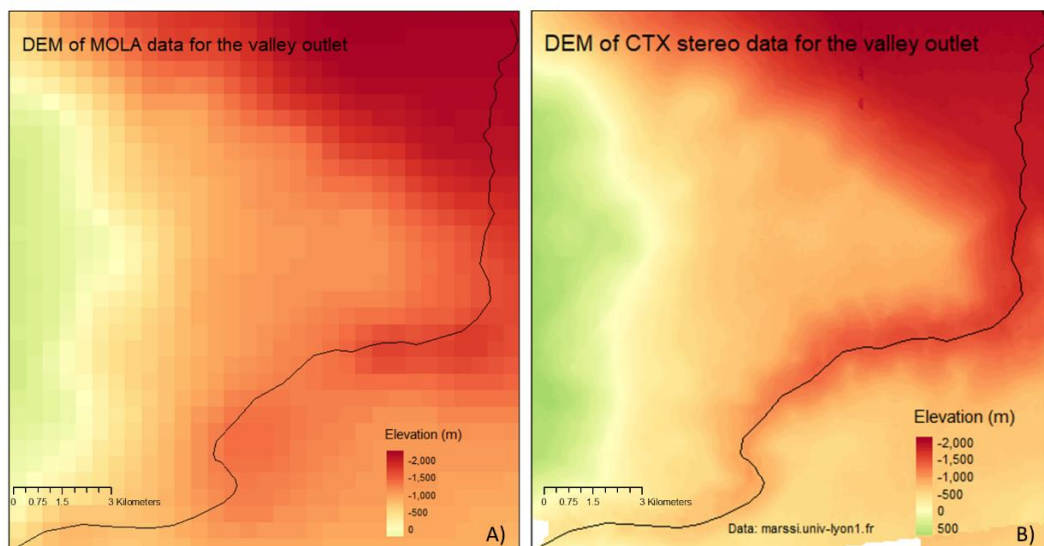 DEM of MOLA data for the valley outlet
Elevation (m)
-2,000
-1,500
-1,000
-500
0
0 0.75 1.5 3 Kilometers
A)
DEM of CTX stereo data for the valley outlet
Elevation (m)
-2,000
-1,500
-1,000
-500
0
500
0 0.75 1.5 3 Kilometers
Data: marssi.univ-lyon1.fr
B)